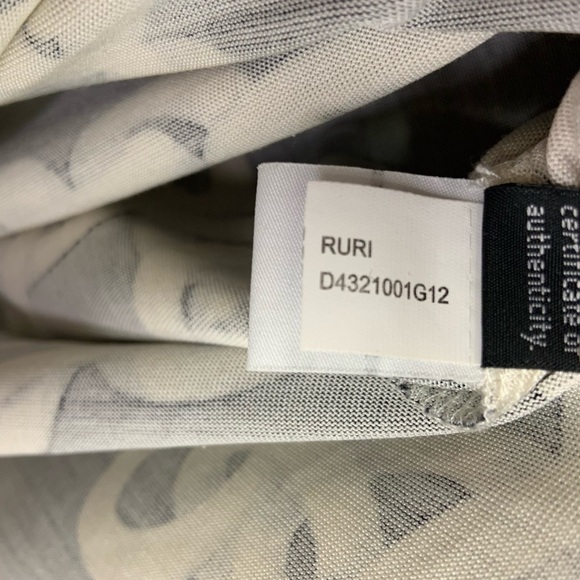 RURI
D4321001G12
certificate of
authenticity.